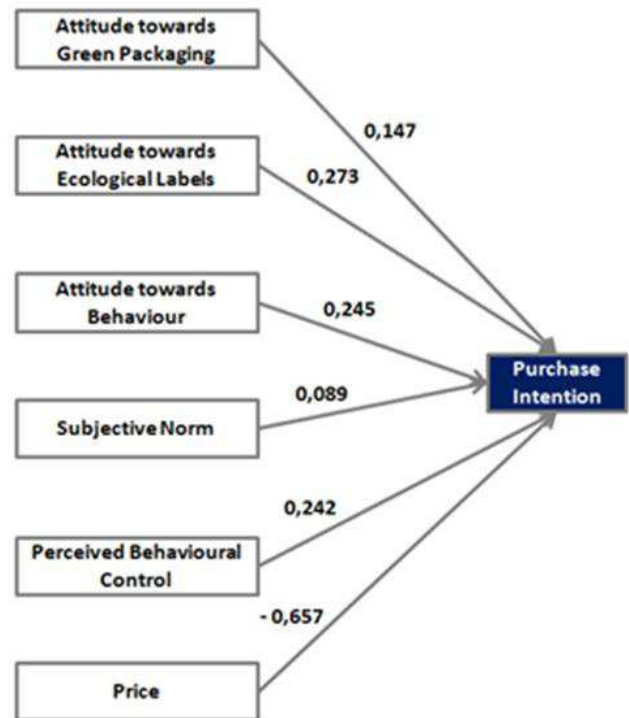 Attitude towards
Green Packaging
0,147
Attitude towards
Ecological Labels
0,273
Attitude towards
Behaviour
0,245
Purchase
Intention
Subjective Norm
0,089
Perceived Behavioural
Control
0,242
- 0,657
Price